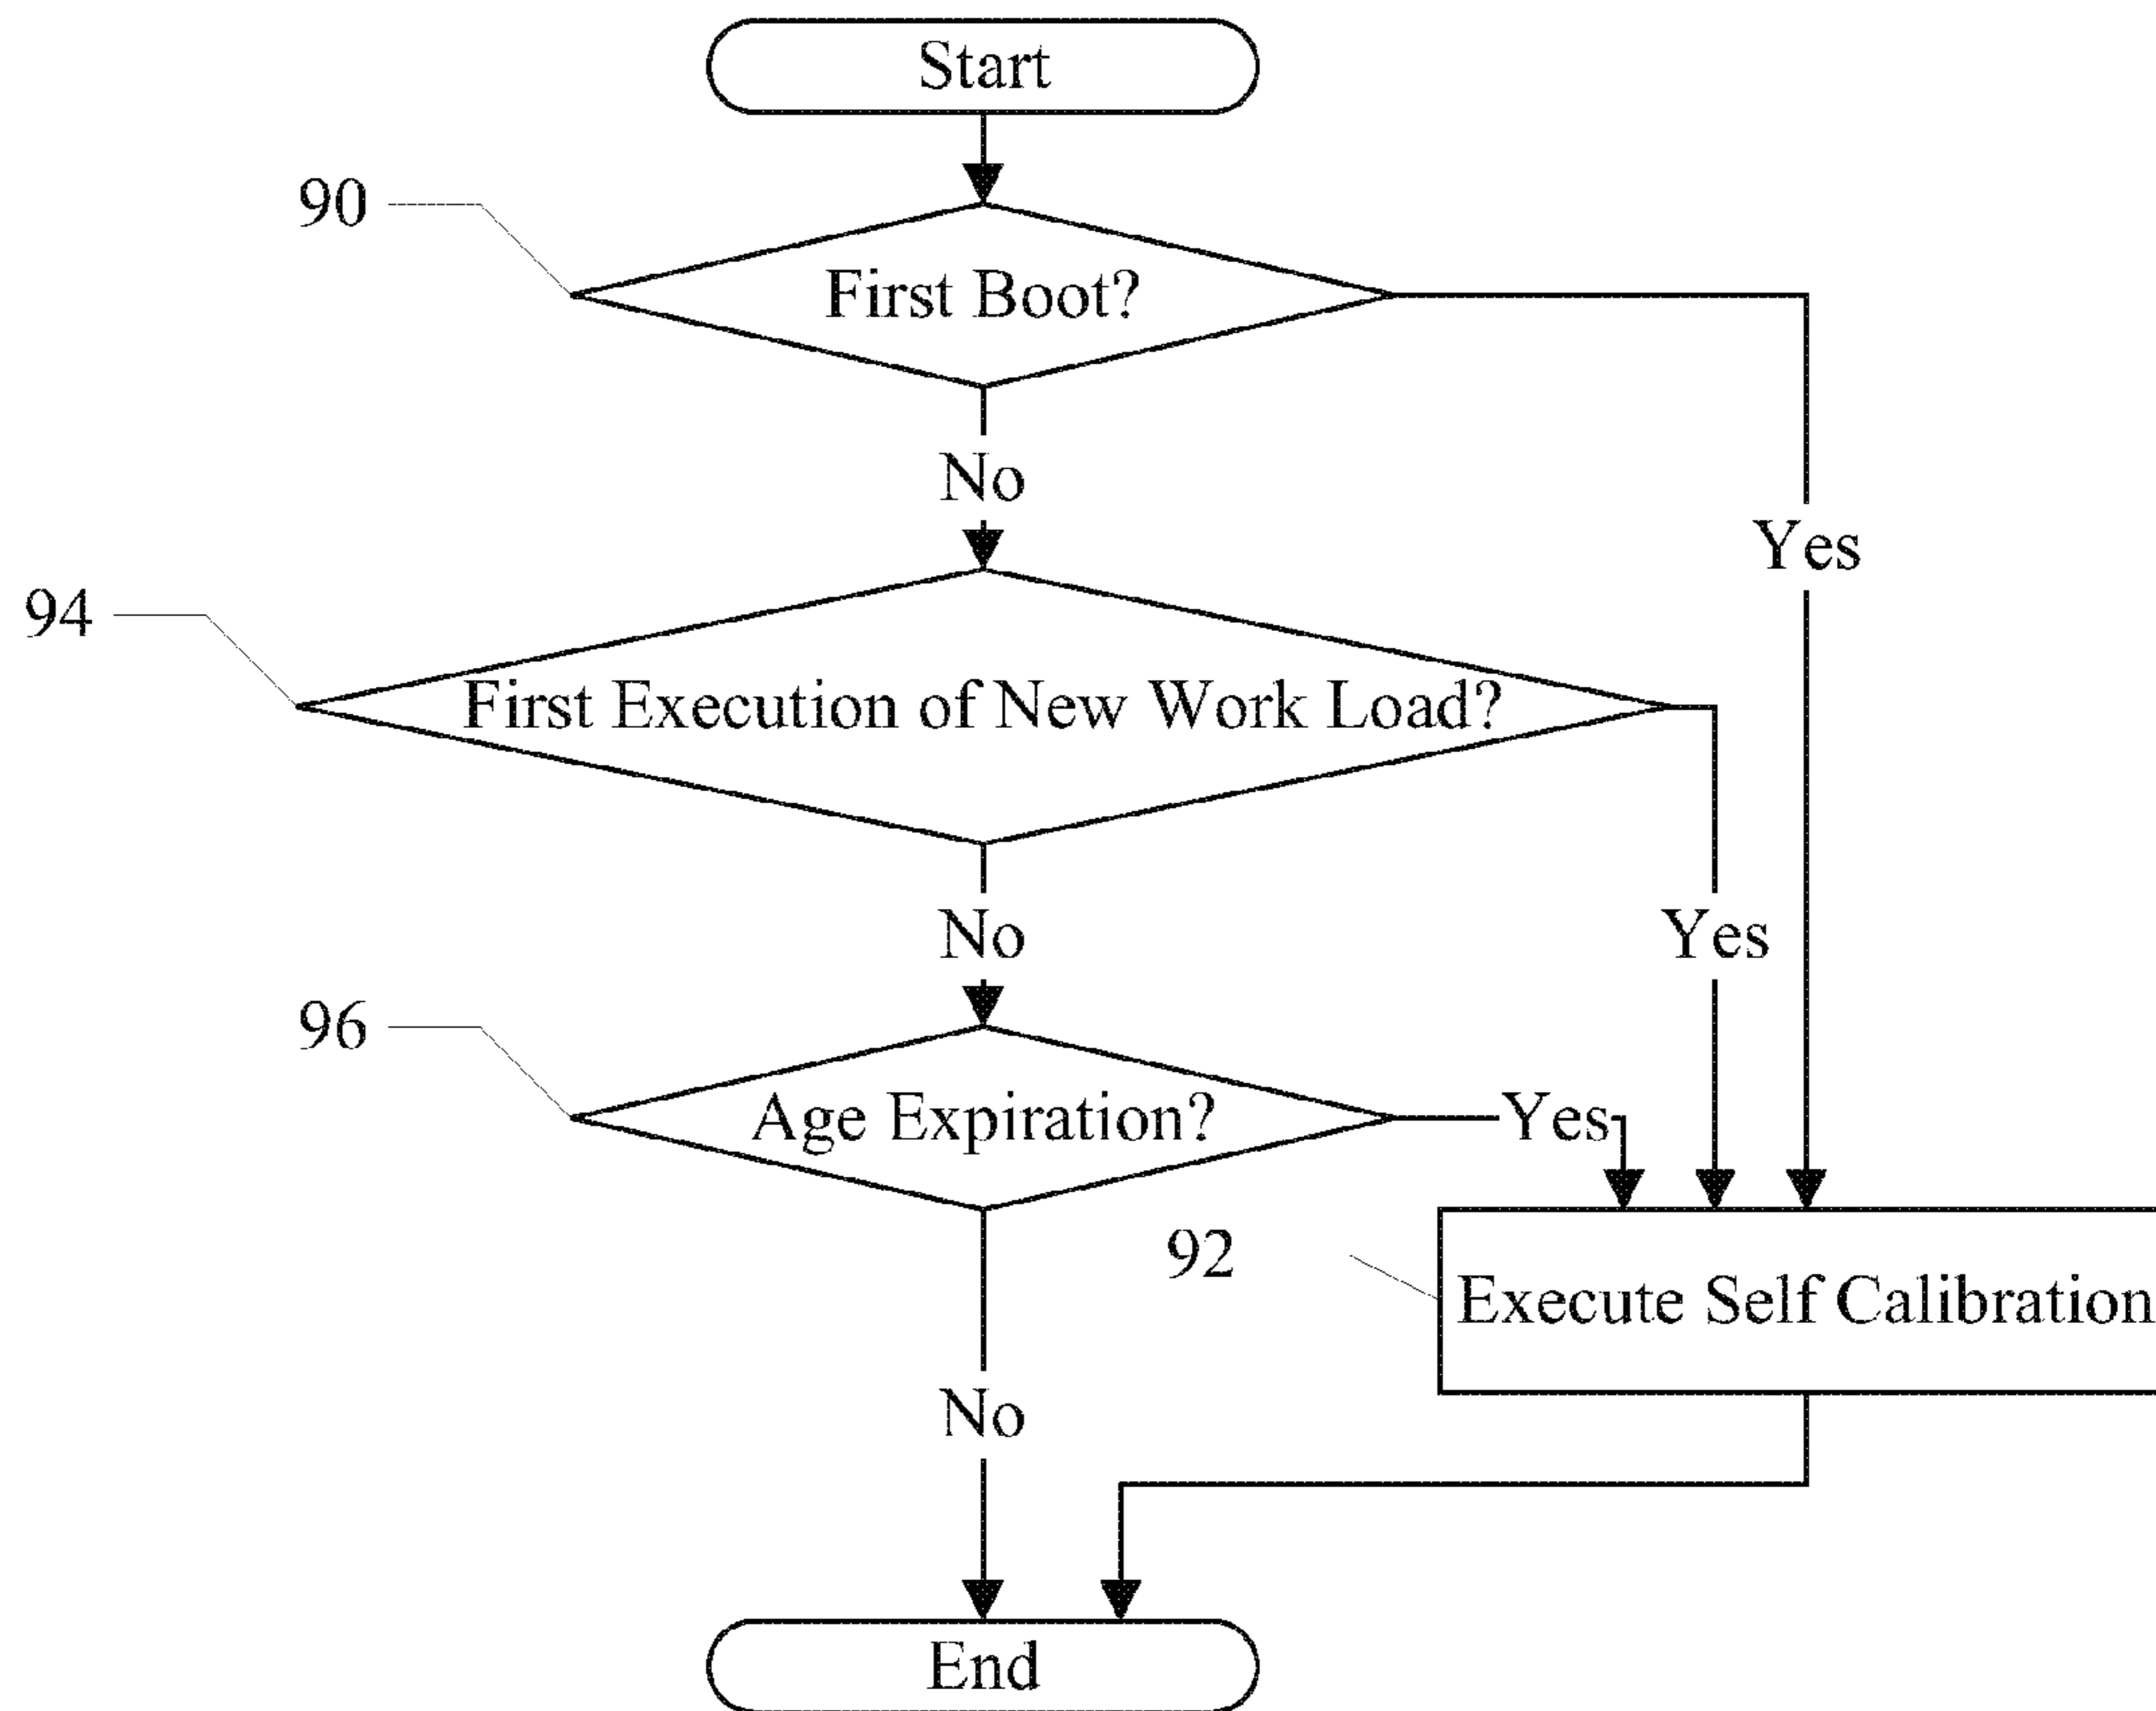 Start
90
First Boot?
No
Yes
94
First Execution of New Work Load?
No
Yes
96
Age Expiration?
Yes
92
Execute Self Calibration
No
End